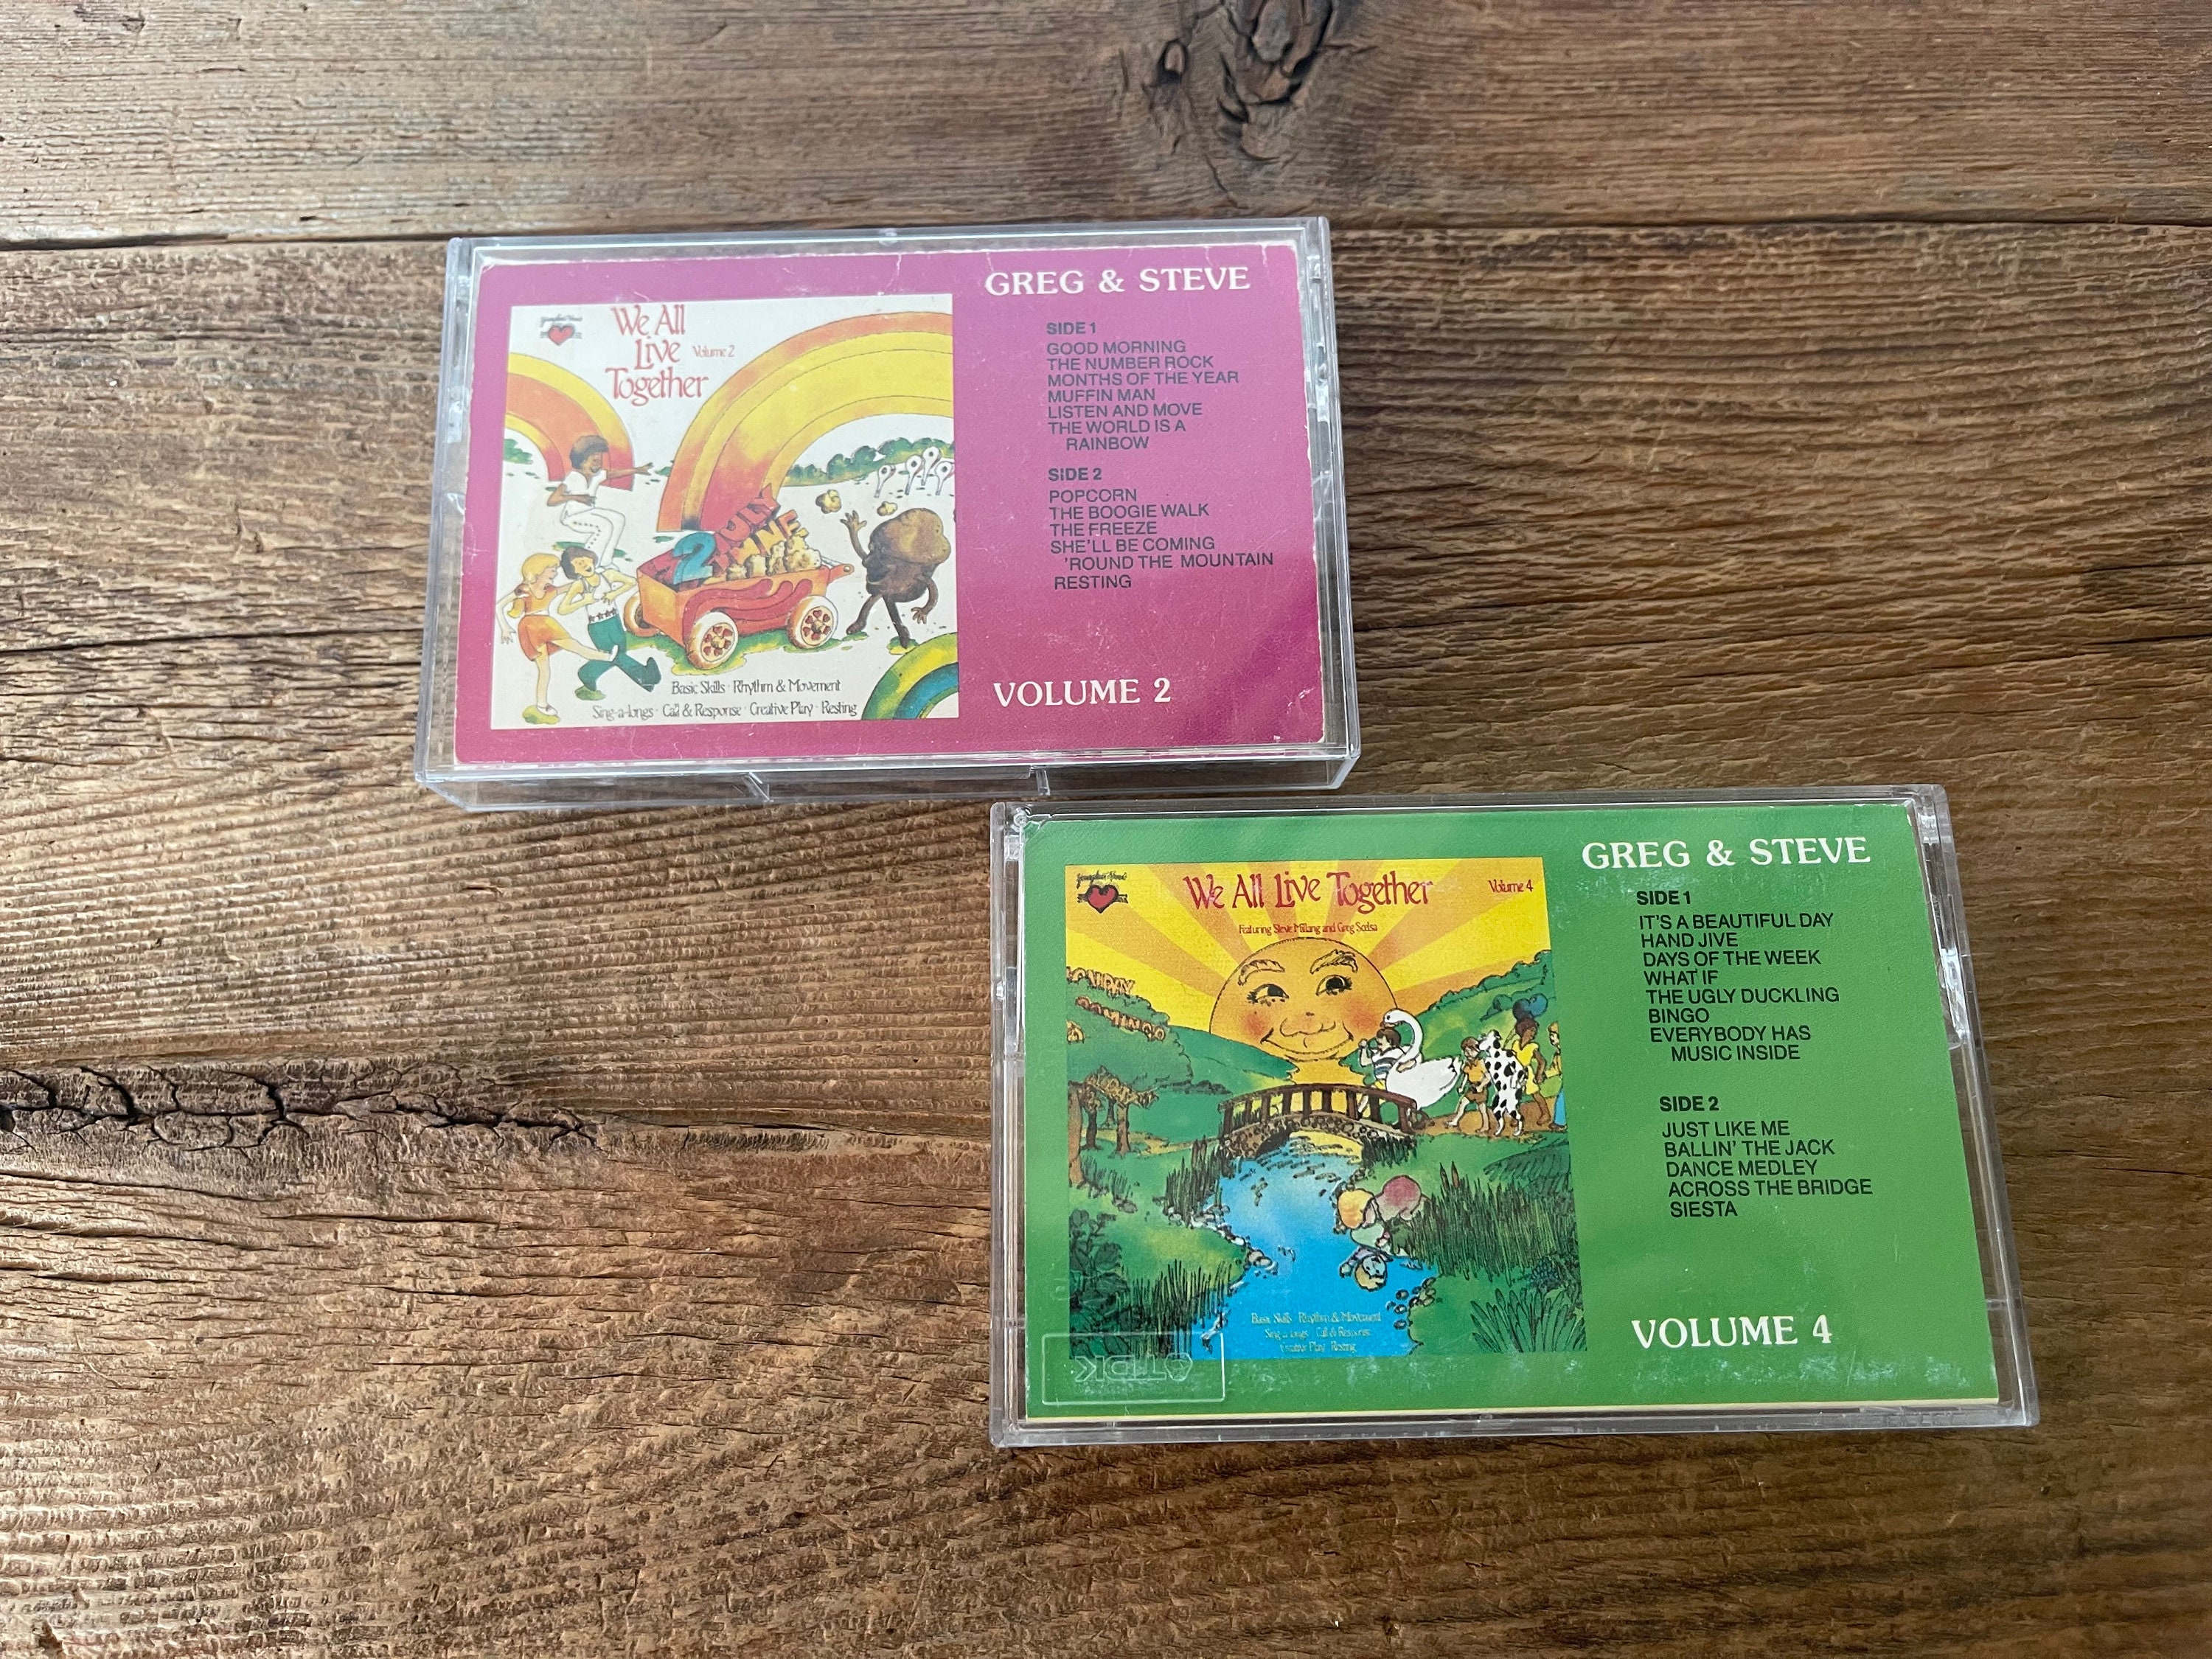 GREG & STEVE
We All
Live
Volume 2
Together
SIDE 1
GOOD MORNING
THE NUMBER ROCK
MONTHS OF THE YEAR
MUFFIN MAN
LISTEN AND MOVE
THE WORLD IS A
RAINBOW
SIDE 2
POPCORN
THE BOOGIE WALK
THE FREEZE
SHE'LL BE COMING
'ROUND THE MOUNTAIN
RESTING
2
JULY
Basic Skills · Rhythm & Movement
Sing-a-longs · Call & Response · Creative Play · Resting
VOLUME 2
GREG & STEVE
We All Live Together
Volume 4
Featuring Steve Millang and Greg Scelsa
SIDE 1
IT'S A BEAUTIFUL DAY
HAND JIVE
DAYS OF THE WEEK
WHAT IF
THE UGLY DUCKLING
BINGO
EVERYBODY HAS
MUSIC INSIDE
SIDE 2
JUST LIKE ME
BALLIN' THE JACK
DANCE MEDLEY
ACROSS THE BRIDGE
SIESTA
DOMINGO
Basic Skills Rhythm & Movement
Sing-a-longs Call & Response
Creative Play Resting
VOLUME 4
TDK